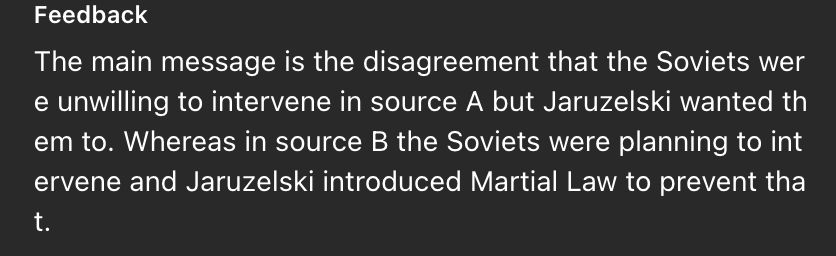 Feedback
The main message is the disagreement that the Soviets wer
e unwilling to intervene in source A but Jaruzelski wanted th
em to. Whereas in source B the Soviets were planning to int
ervene and Jaruzelski introduced Martial Law to prevent tha
t.